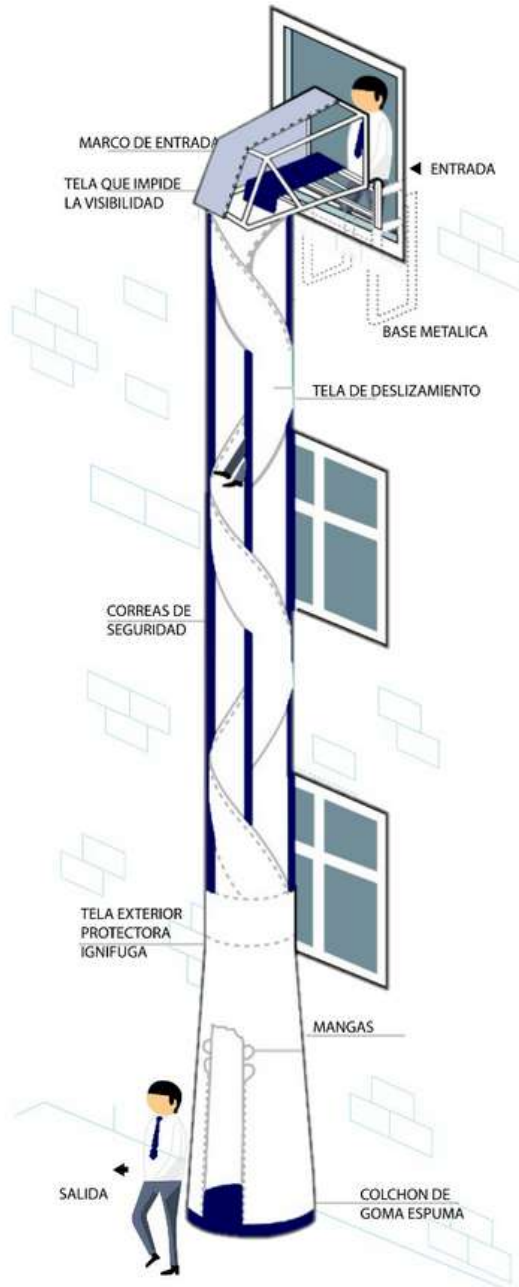 MARCO DE ENTRADA
ENTRADA
TELA QUE IMPIDE
LA VISIBILIDAD
BASE METALICA
TELA DE DESLIZAMIENTO
CORREAS DE
SEGURIDAD
TELA EXTERIOR
PROTECTORA
IGNIFUGA
MANGAS
SALIDA
COLCHON DE
GOMA ESPUMA